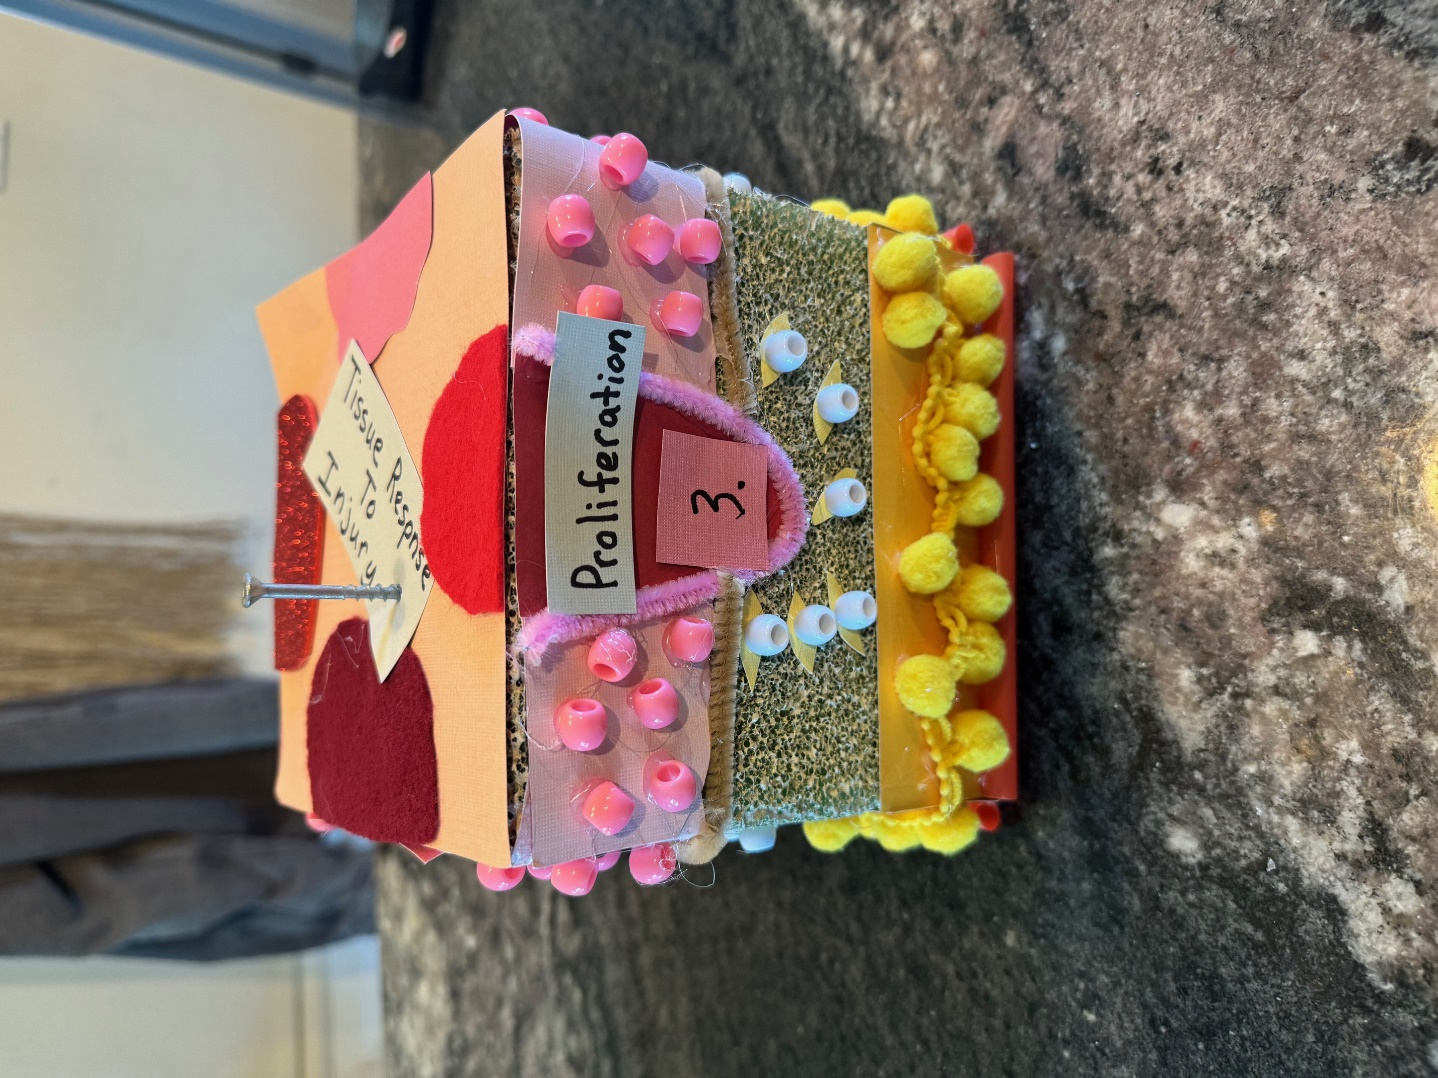 Tissue Response
To
Injury
Proliferation
3.